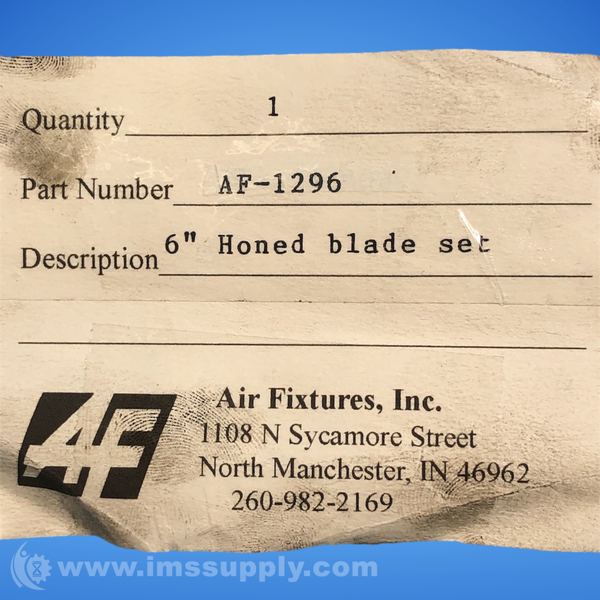 Quantity 1
Part Number AF-1296
Description 6" Honed blade set
AF
Air Fixtures, Inc.
1108 N Sycamore Street
North Manchester, IN 46962
260-982-2169
www.imssupply.com